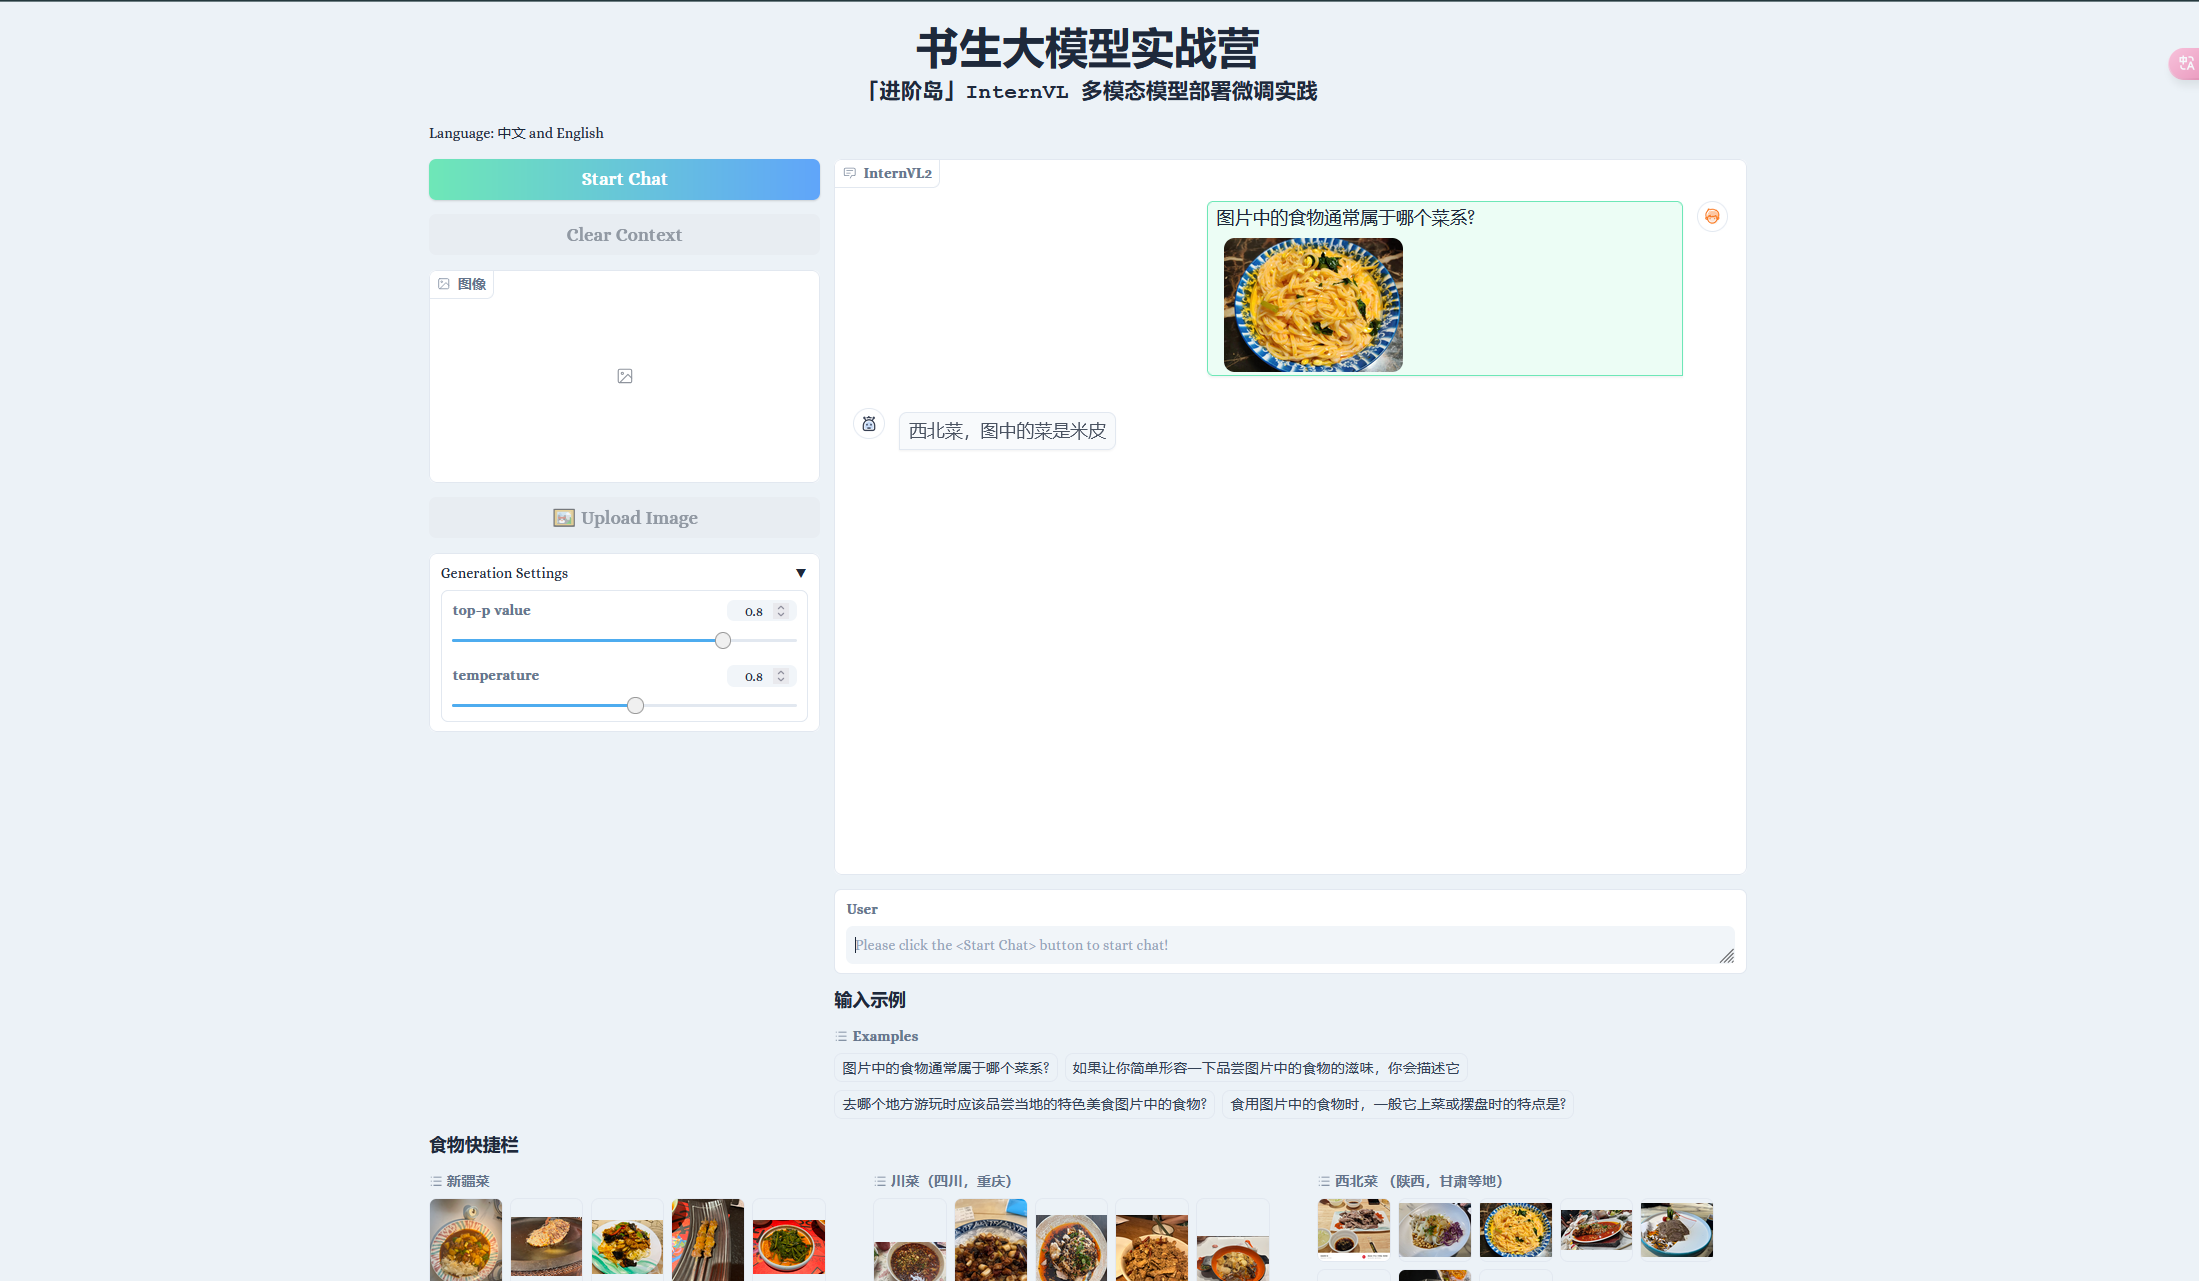 书生大模型实战营
「进阶岛」InternVL 多模态模型部署微调实践
Language: 中文 and English
Start Chat
Clear Context
图像
Upload Image
Generation Settings ▼
top-p value 0.8
temperature 0.8
InternVL2
图片中的食物通常属于哪个菜系?
西北菜，图中的菜是米皮
User
Please click the <Start Chat> button to start chat!
输入示例
Examples
图片中的食物通常属于哪个菜系?
如果让你简单形容一下品尝图片中的食物的滋味，你会描述它
去哪个地方游玩时应该品尝当地的特色美食图片中的食物?
食用图片中的食物时，一般它上菜或摆盘时的特点是?
食物快捷栏
新疆菜
川菜（四川，重庆）
西北菜 （陕西，甘肃等地）